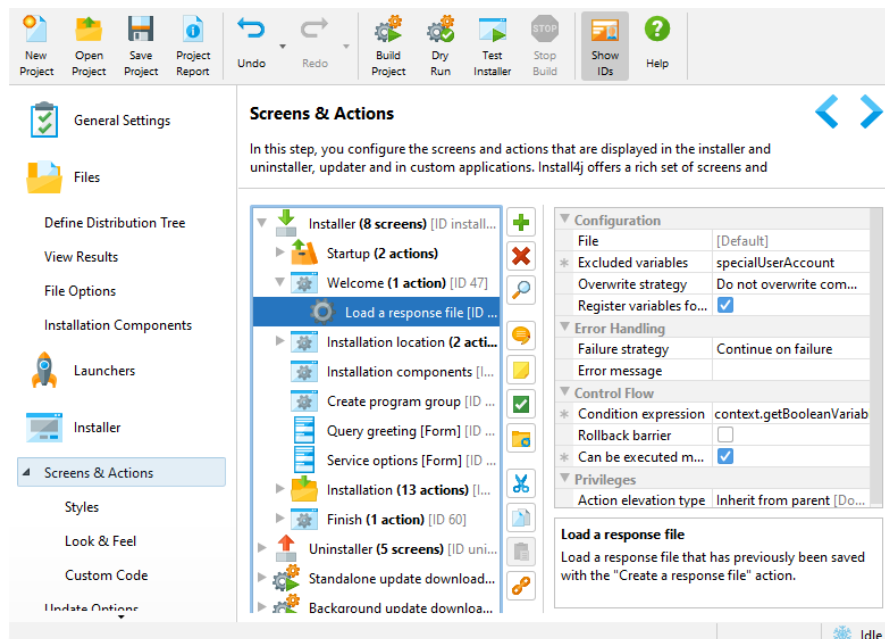 New Project
Open Project
Save Project
Project Report
Undo
Redo
Build Project
Dry Run
Test Installer
STOP
Stop Build
Show IDs
Help
General Settings
Files
Define Distribution Tree
View Results
File Options
Installation Components
Launchers
Installer
Screens & Actions
Styles
Look & Feel
Custom Code
Update Options
Screens & Actions
In this step, you configure the screens and actions that are displayed in the installer and
uninstaller, updater and in custom applications. Install4j offers a rich set of screens and
Installer (8 screens) [ID install...
Startup (2 actions)
Welcome (1 action) [ID 47]
Load a response file [ID ...
Installation location (2 acti...
Installation components [I...
Create program group [ID ...
Query greeting [Form] [ID ...
Service options [Form] [ID ...
Installation (13 actions) [I...
Finish (1 action) [ID 60]
Uninstaller (5 screens) [ID uni...
Standalone update download...
Background update downloa...
Configuration
File [Default]
* Excluded variables specialUserAccount
Overwrite strategy Do not overwrite com...
Register variables fo...
Error Handling
Failure strategy Continue on failure
Error message
Control Flow
* Condition expression context.getBooleanVariab
Rollback barrier
* Can be executed m...
Privileges
Action elevation type Inherit from parent [Do...
Load a response file
Load a response file that has previously been saved
with the "Create a response file" action.
Idle